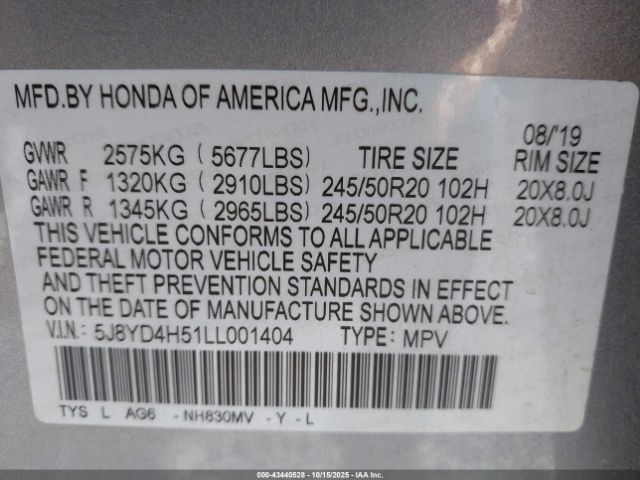 MFD.BY HONDA OF AMERICA MFG.,INC.
08/'19
GVWR 2575KG ( 5677LBS) TIRE SIZE RIM SIZE
GAWR F 1320KG ( 2910LBS) 245/50R20 102H 20X8.0J
GAWR R 1345KG ( 2965LBS) 245/50R20 102H 20X8.0J
THIS VEHICLE CONFORMS TO ALL APPLICABLE
FEDERAL MOTOR VEHICLE SAFETY
AND THEFT PREVENTION STANDARDS IN EFFECT
ON THE DATE OF MANUFACTURE SHOWN ABOVE.
V.I.N.: 5J8YD4H51LL001404 TYPE: MPV
TYS L AG6 -NH830MV -Y -L
000-43440528 - 10/15/2025 - IAAI.COM